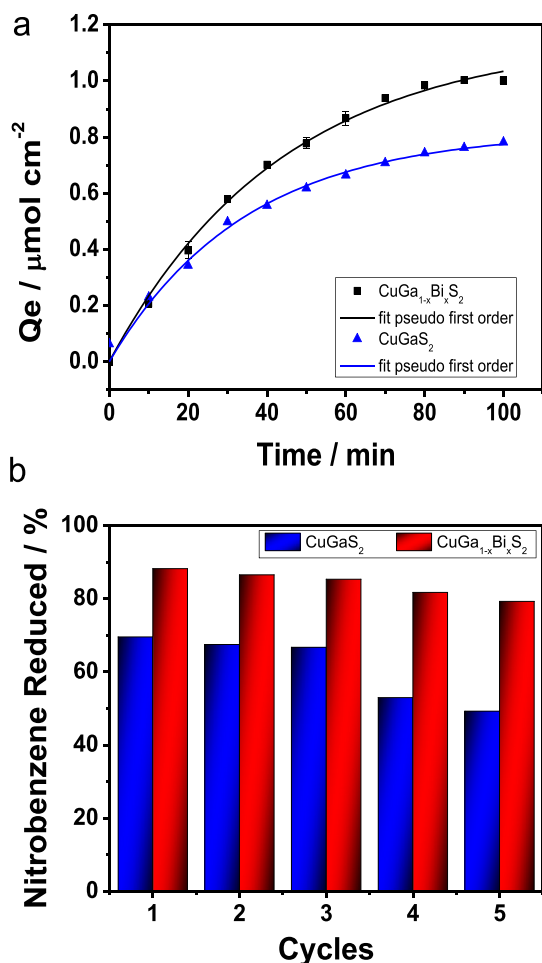 a
Qe / μmol cm⁻²
1.2
1.0
0.8
0.6
0.4
0.2
0.0
CuGa₁₋ₓBiₓS₂
fit pseudo first order
CuGaS₂
fit pseudo first order
0 20 40 60 80 100
Time / min
b
Nitrobenzene Reduced / %
100
80
60
40
20
0
CuGaS₂ CuGa₁₋ₓBiₓS₂
1 2 3 4 5
Cycles